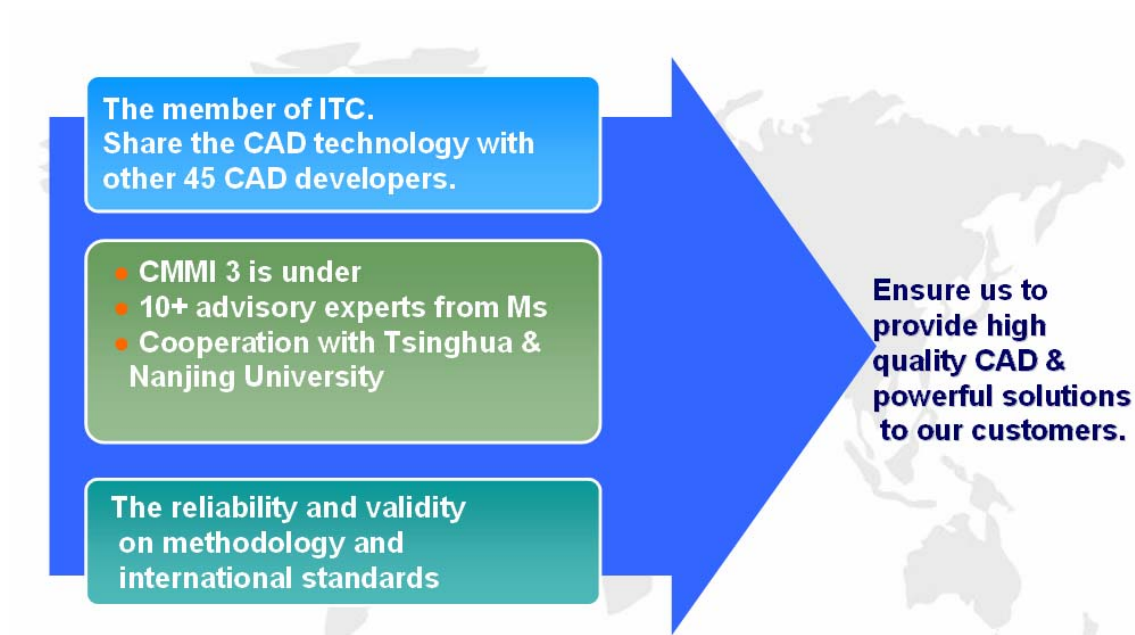 The member of ITC.
Share the CAD technology with
other 45 CAD developers.
● CMMI 3 is under
● 10+ advisory experts from Ms
● Cooperation with Tsinghua &
Nanjing University
The reliability and validity
on methodology and
international standards
Ensure us to
provide high
quality CAD &
powerful solutions
to our customers.